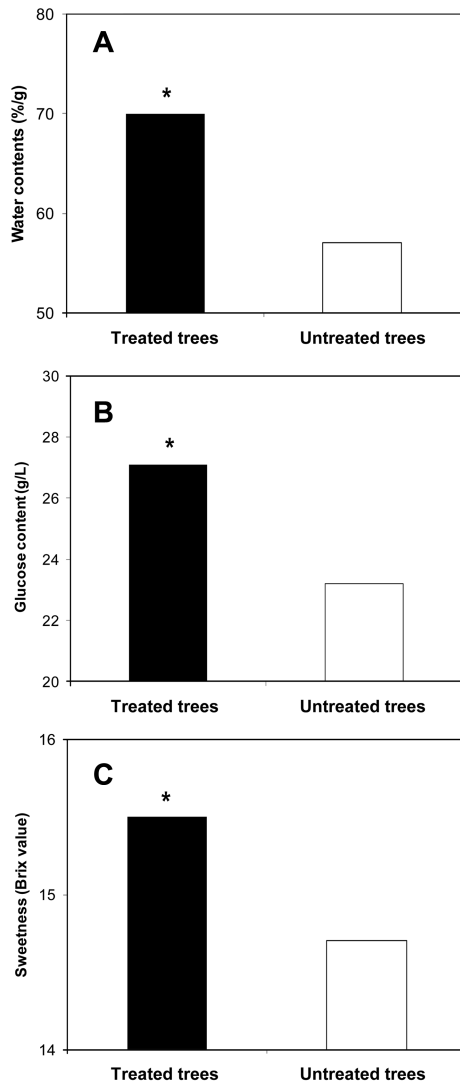 80
A
*
70
Water contents (%/g)
60
50
Treated trees Untreated trees
30
B
*
28
26
Glucose content (g/L)
24
22
20
Treated trees Untreated trees
16
C
*
Sweetness (Brix value)
15
14
Treated trees Untreated trees